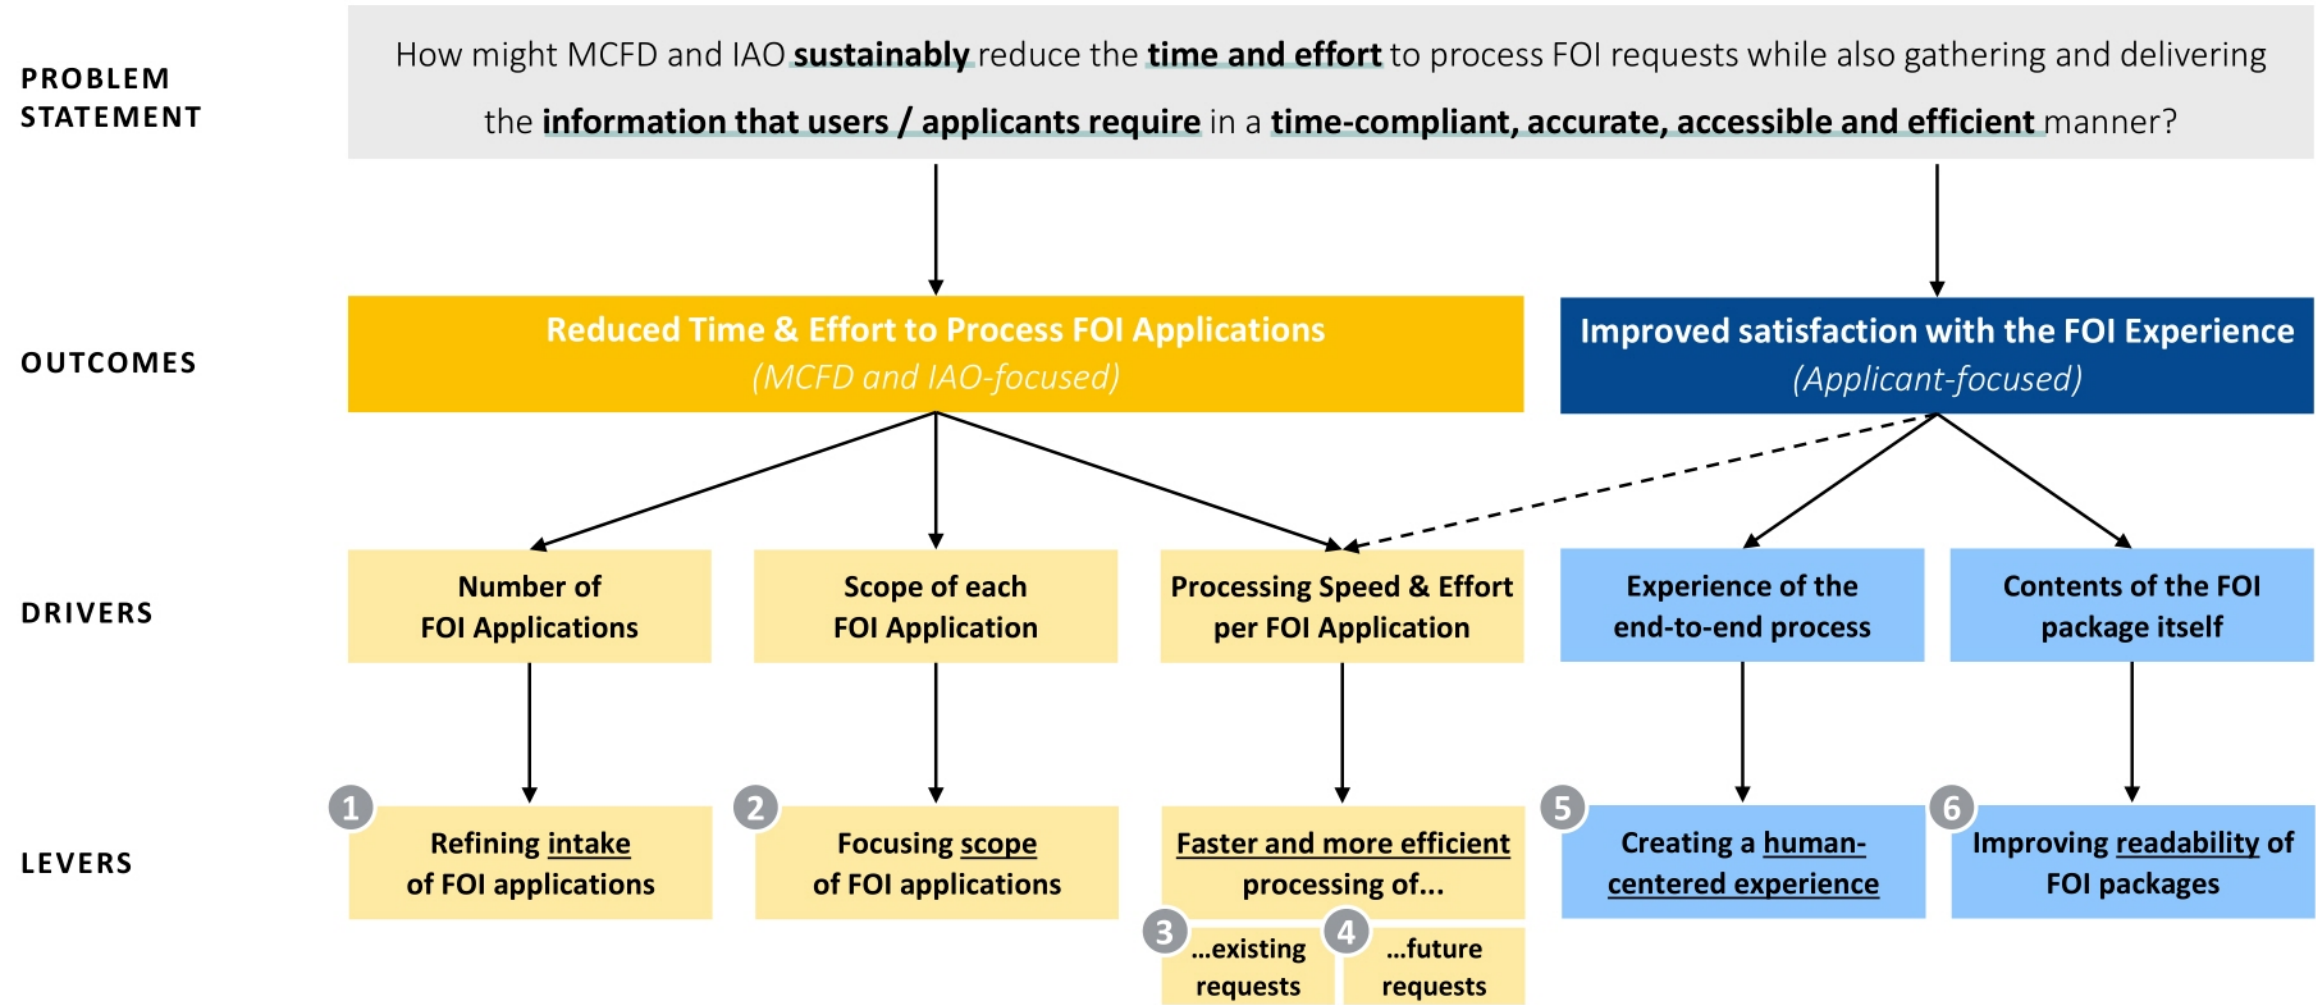 PROBLEM
STATEMENT
How might MCFD and IAO sustainably reduce the time and effort to process FOI requests while also gathering and delivering
the information that users / applicants require in a time-compliant, accurate, accessible and efficient manner?
OUTCOMES
Reduced Time & Effort to Process FOI Applications
(MCFD and IAO-focused)
Improved satisfaction with the FOI Experience
(Applicant-focused)
DRIVERS
Number of
FOI Applications
Scope of each
FOI Application
Processing Speed & Effort
per FOI Application
Experience of the
end-to-end process
Contents of the FOI
package itself
LEVERS
1
Refining intake
of FOI applications
2
Focusing scope
of FOI applications
Faster and more efficient
processing of...
3
...existing
requests
4
...future
requests
5
Creating a human-
centered experience
6
Improving readability of
FOI packages